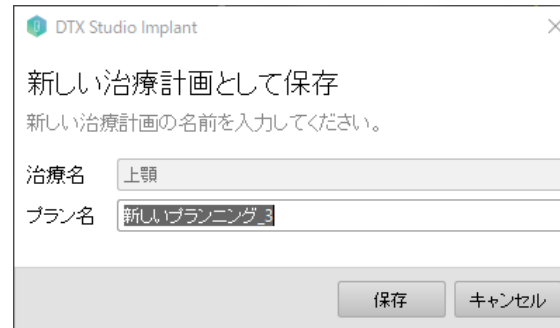 DTX Studio Implant
新しい治療計画として保存
新しい治療計画の名前を入力してください。
治療名 上顎
プラン名 新しいプランニング_3
保存 キャンセル